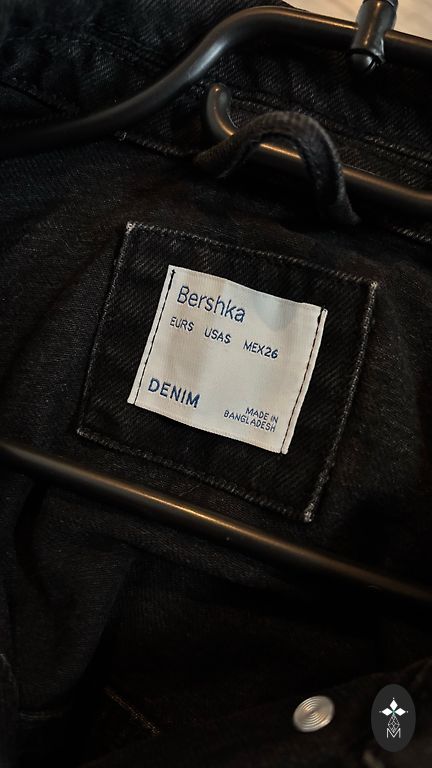 Bershka
EURS USAS MEX26
DENIM
MADE IN
BANGLADESH
M